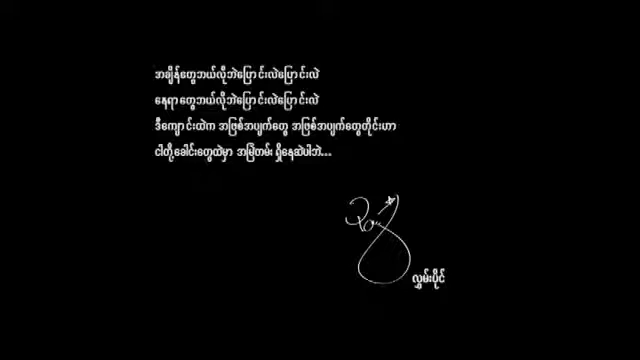 အချိန်တွေဘယ်လိုဘဲပြောင်းလဲပြောင်းလဲ
နေရာတွေဘယ်လိုဘဲပြောင်းလဲပြောင်းလဲ
ဒီကျောင်းထဲက အဖြစ်အပျက်တွေ အဖြစ်အပျက်တွေတိုင်းဟာ
ငါတို့ခေါင်းတွေထဲမှာ အမြဲတမ်း ရှိနေဆဲပါဘဲ...
လွှမ်းပိုင်